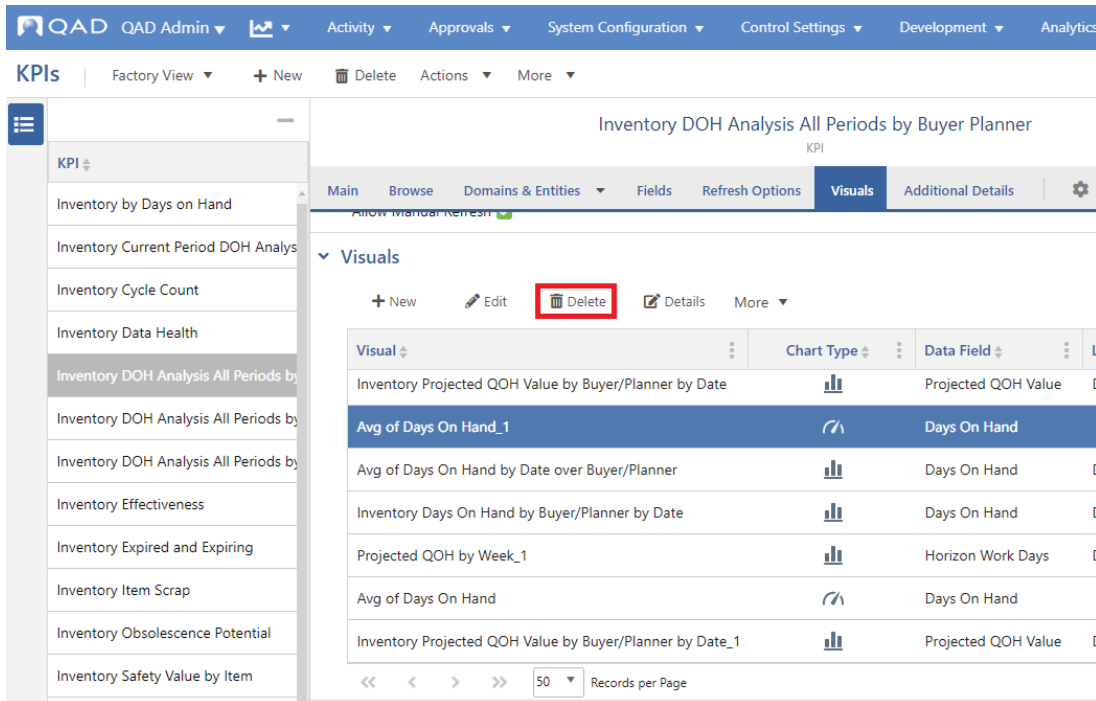 QAD QAD Admin Activity Approvals System Configuration Control Settings Development Analytics
KPIs Factory View New Delete Actions More
Inventory DOH Analysis All Periods by Buyer Planner
KPI
KPI
Main Browse Domains & Entities Fields Refresh Options Visuals Additional Details
Inventory by Days on Hand
Allow Manual Refresh
Inventory Current Period DOH Analys
Visuals
Inventory Cycle Count
New Edit Delete Details More
Inventory Data Health
Visual Chart Type Data Field L
Inventory DOH Analysis All Periods by
Inventory Projected QOH Value by Buyer/Planner by Date Projected QOH Value
Inventory DOH Analysis All Periods by
Avg of Days On Hand_1 Days On Hand
Inventory DOH Analysis All Periods by
Avg of Days On Hand by Date over Buyer/Planner Days On Hand
Inventory Effectiveness
Inventory Days On Hand by Buyer/Planner by Date Days On Hand
Inventory Expired and Expiring
Projected QOH by Week_1 Horizon Work Days
Inventory Item Scrap
Avg of Days On Hand Days On Hand
Inventory Obsolescence Potential
Inventory Projected QOH Value by Buyer/Planner by Date_1 Projected QOH Value
Inventory Safety Value by Item
50 Records per Page